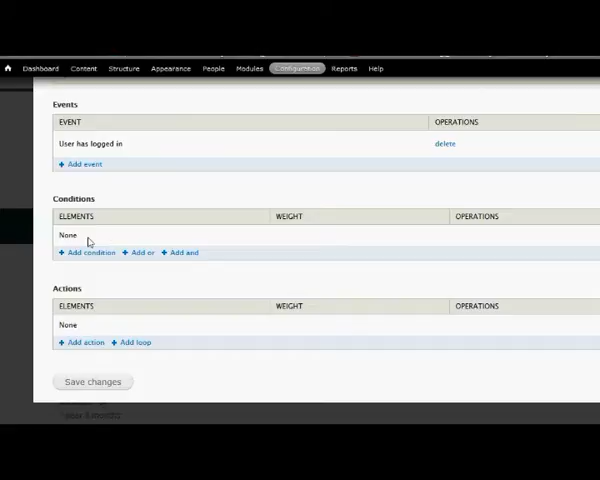 Dashboard Content Structure Appearance People Modules Configuration Reports Help
Events
EVENT OPERATIONS
User has logged in delete
+ Add event
Conditions
ELEMENTS WEIGHT OPERATIONS
None
+ Add condition + Add or + Add and
Actions
ELEMENTS WEIGHT OPERATIONS
None
+ Add action + Add loop
Save changes